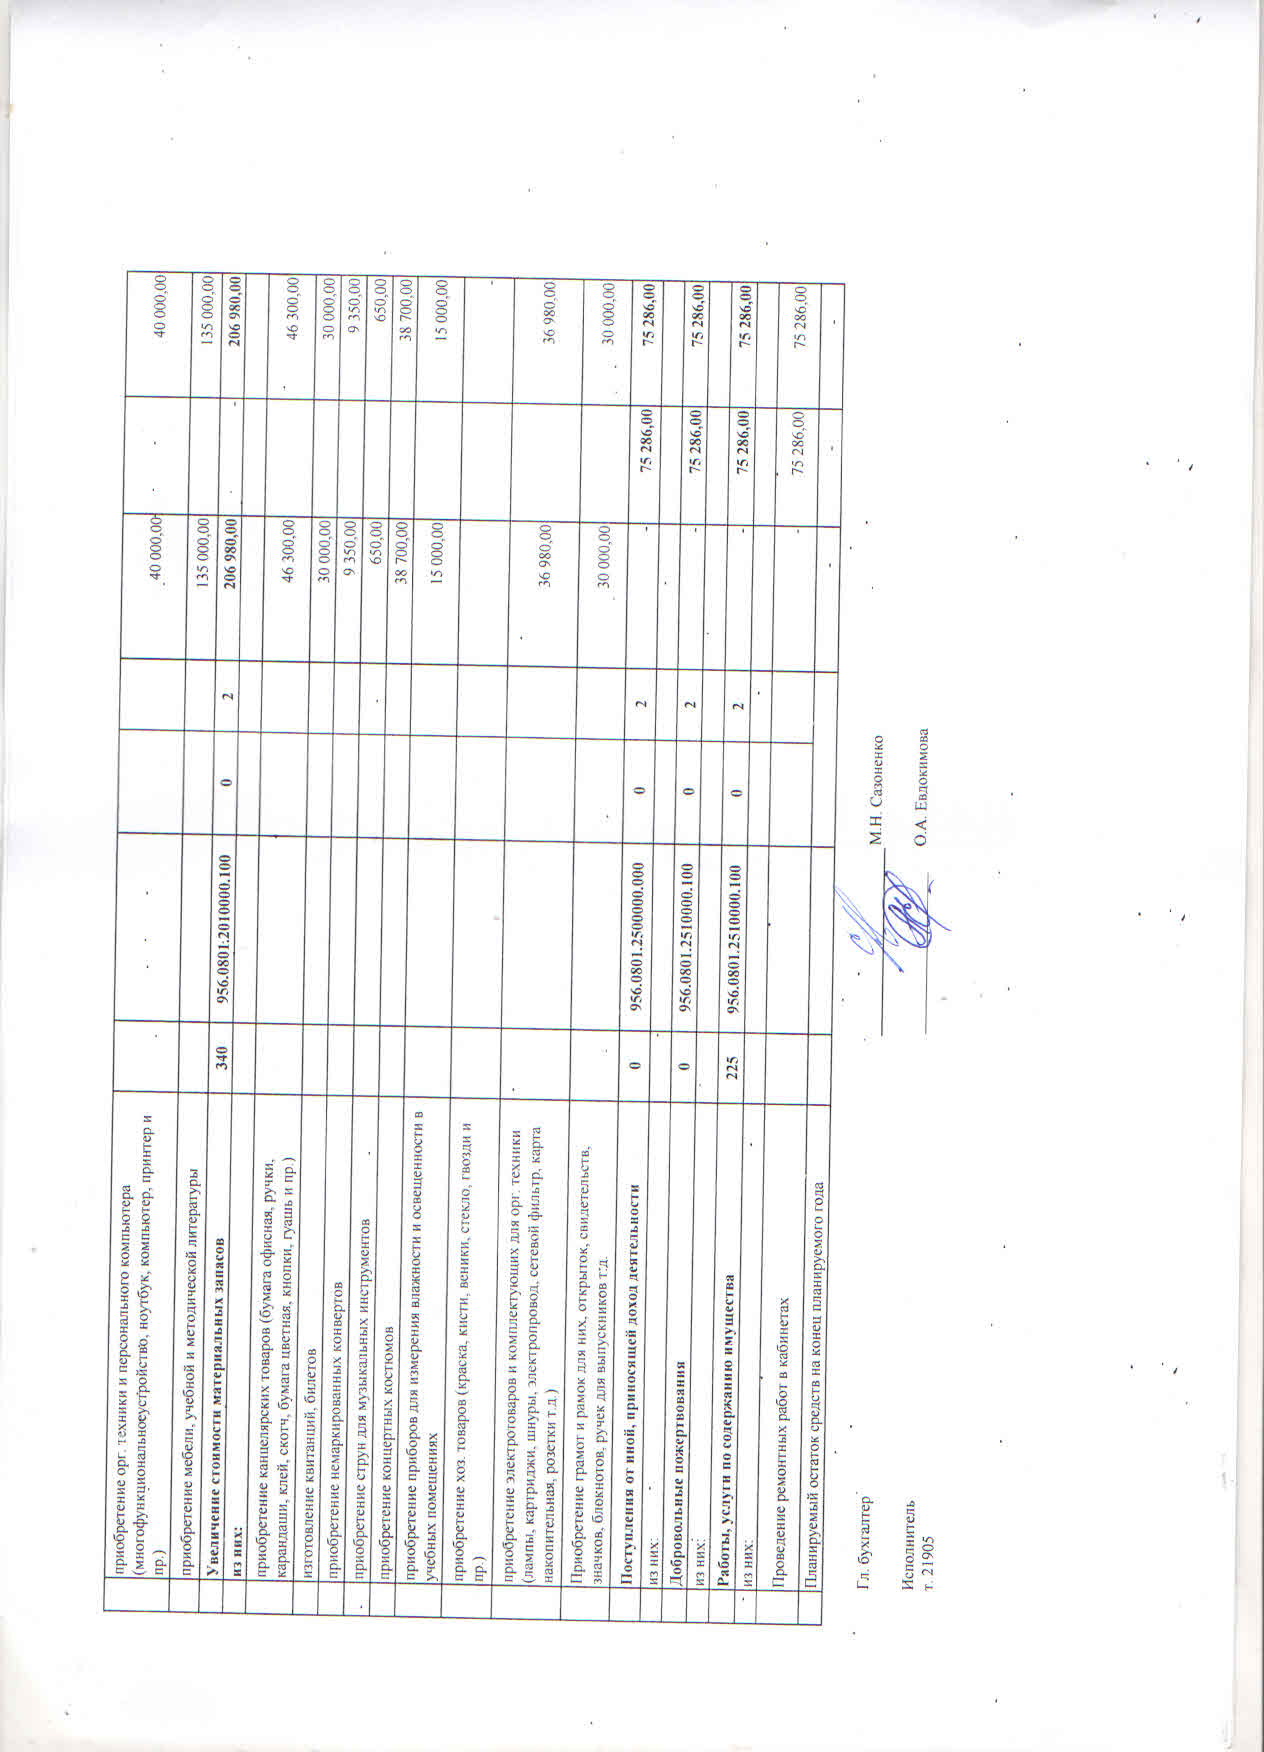 приобретение орг. техники и персонального компьютера
(многофункциональноеустройство, ноутбук, компьютер, принтер и
пр.) 40 000,00 - 40 000,00
приобретение мебели, учебной и методической литературы 135 000,00 135 000,00
Увеличение стоимости материальных запасов 340 956.0801.2010000.100 0 2 206 980,00 - 206 980,00
из них:
приобретение канцелярских товаров (бумага офисная, ручки,
карандаши, клей, скотч, бумага цветная, кнопки, гуашь и пр.) 46 300,00 46 300,00
изготовление квитанций, билетов 30 000,00 30 000,00
приобретение немаркированных конвертов 9 350,00 9 350,00
приобретение струн для музыкальных инструментов 650,00 650,00
приобретение концертных костюмов 38 700,00 38 700,00
приобретение приборов для измерения влажности и освещенности в
учебных помещениях 15 000,00 15 000,00
приобретение хоз. товаров (краска, кисти, веники, стекло, гвозди и
пр.) -
приобретение электротоваров и комплектующих для орг. техники
(лампы, картриджи, шнуры, электропровод, сетевой фильтр, карта
накопительная, розетки т.д.) 36 980,00 36 980,00
Приобретение грамот и рамок для них, открыток, свидетельств,
значков, блокнотов, ручек для выпускников т.д. 30 000,00 30 000,00
Поступления от иной, приносящей доход деятельности 0 956.0801.2500000.000 0 2 - 75 286,00 75 286,00
из них:
Добровольные пожертвования 0 956.0801.2510000.100 0 2 - 75 286,00 75 286,00
из них:
Работы, услуги по содержанию имущества 225 956.0801.2510000.100 0 2 - 75 286,00 75 286,00
из них:
Проведение ремонтных работ в кабинетах - 75 286,00 75 286,00
Планируемый остаток средств на конец планируемого года - - -
Гл. бухгалтер М.Н. Сазоненко
Исполнитель О.А. Евдокимова
т. 21905